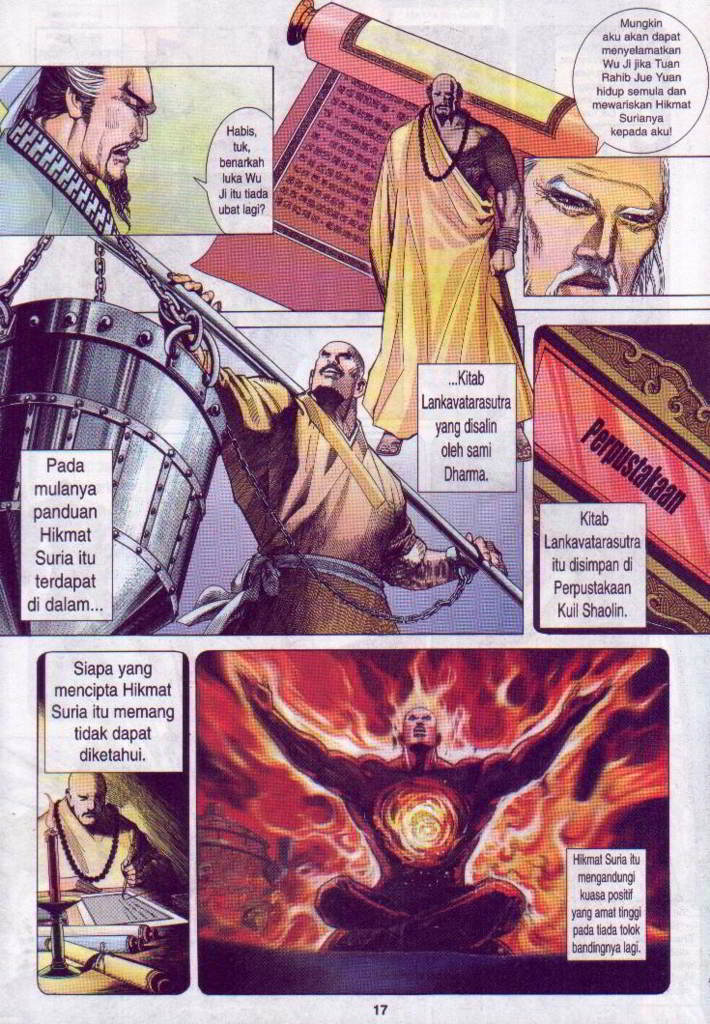 Habis,
tuk,
benarkah
luka Wu
Ji itu tiada
ubat lagi?
Mungkin
aku akan dapat
menyelamatkan
Wu Ji jika Tuan
Rahib Jue Yuan
hidup semula dan
mewariskan Hikmat
Surianya
kepada aku!
Pada
mulanya
panduan
Hikmat
Suria itu
terdapat
di dalam...
...Kitab
Lankavatarasutra
yang disalin
oleh sami
Dharma.
Perpustakaan
Kitab
Lankavatarasutra
itu disimpan di
Perpustakaan
Kuil Shaolin.
Siapa yang
mencipta Hikmat
Suria itu memang
tidak dapat
diketahui.
Hikmat Suria itu
mengandungi
kuasa positif
yang amat tinggi
pada tiada tolok
bandingnya lagi.
17